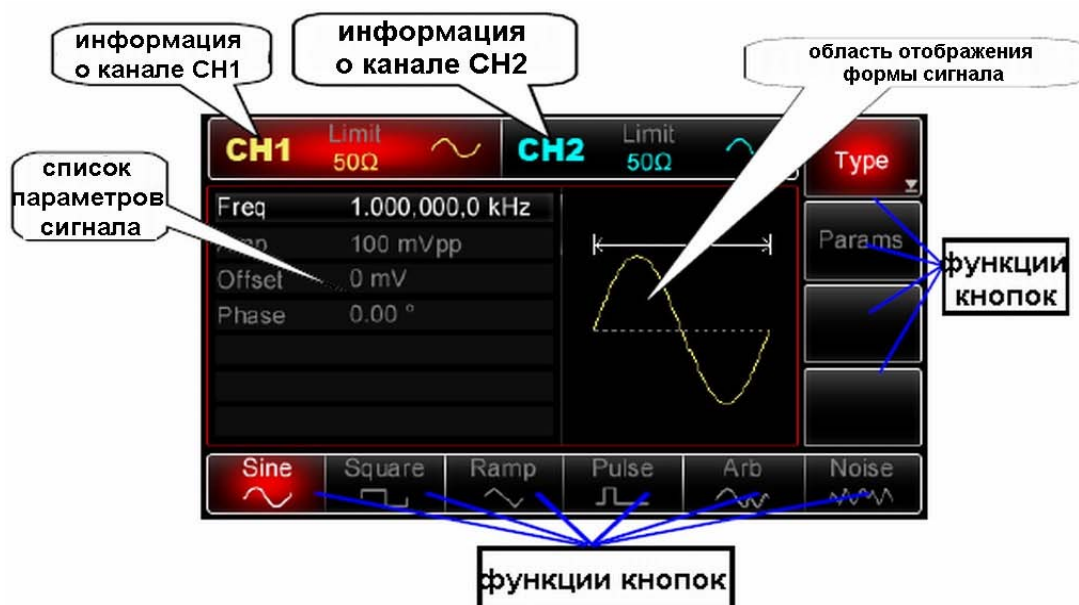 информация
о канале CH1
информация
о канале CH2
область отображения
формы сигнала
CH1
Limit
50Ω
CH2
Limit
50Ω
Type
список
параметров
сигнала
Freq 1.000,000,0 kHz
100 mVpp
Offset 0 mV
Phase 0.00 °
Params
функции
кнопок
Sine
Square
Ramp
Pulse
Arb
Noise
функции кнопок